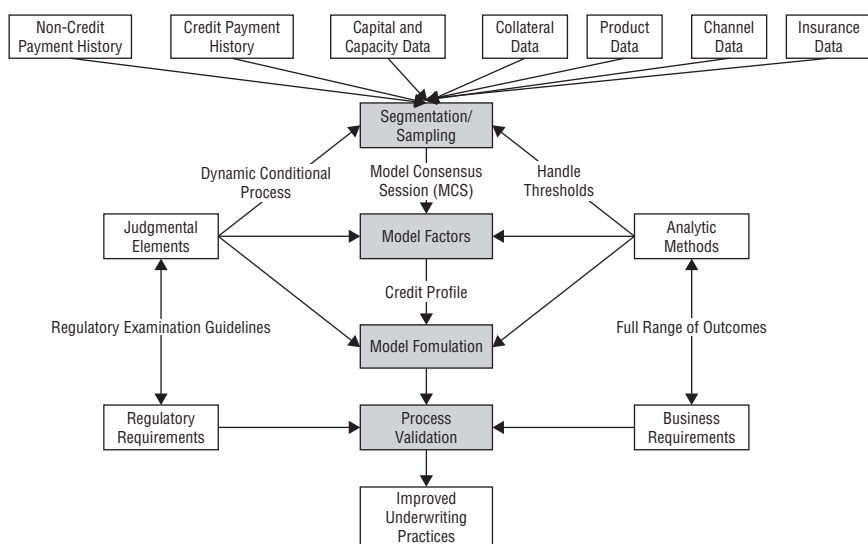 Non-Credit
Payment History
Credit Payment
History
Capital and
Capacity Data
Collateral
Data
Product
Data
Channel
Data
Insurance
Data
Segmentation/
Sampling
Dynamic Conditional
Process
Model Consensus
Session (MCS)
Handle
Thresholds
Judgmental
Elements
Model Factors
Analytic
Methods
Credit Profile
Regulatory Examination Guidelines
Full Range of Outcomes
Model Fomulation
Regulatory
Requirements
Process
Validation
Business
Requirements
Improved
Underwriting
Practices